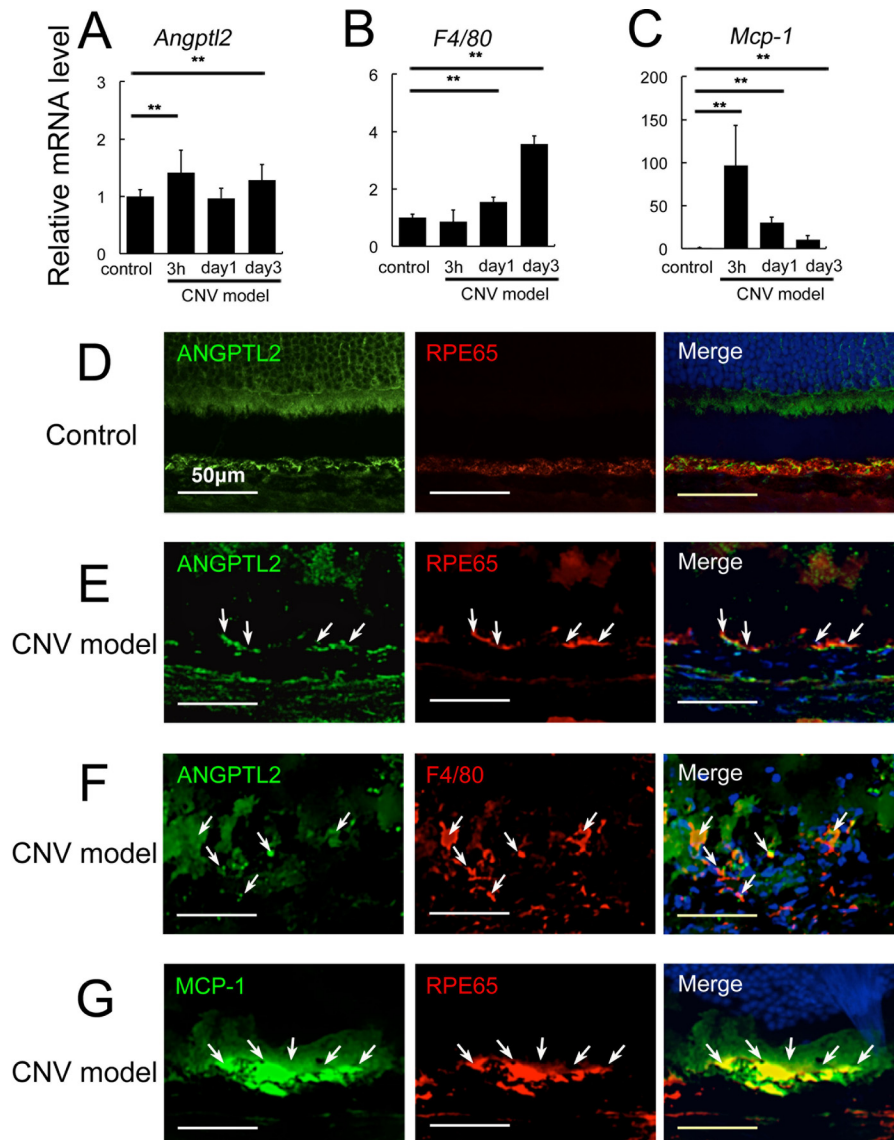 A
Angptl2
Relative mRNA level
**
**
3
2
1
0
control
3h
day1
day3
CNV model
B
F4/80
**
**
6
4
2
0
control
3h
day1
day3
CNV model
C
Mcp-1
**
**
**
200
150
100
50
0
control
3h
day1
day3
CNV model
D
Control
ANGPTL2
50μm
RPE65
Merge
E
CNV model
ANGPTL2
RPE65
Merge
F
CNV model
ANGPTL2
F4/80
Merge
G
CNV model
MCP-1
RPE65
Merge